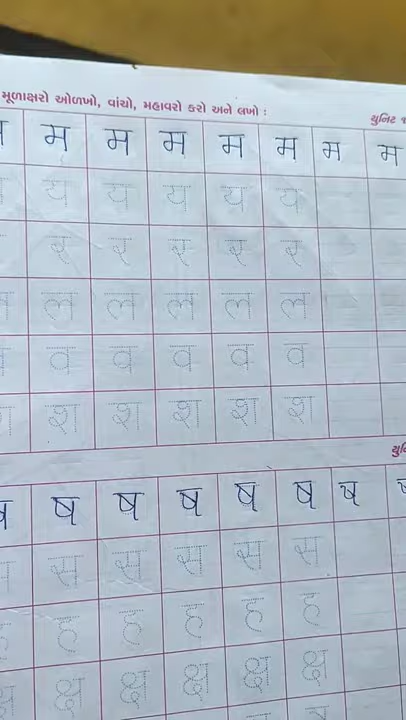 મૂળાક્ષરો ઓળખો, વાંચો, મહાવરો કરો અને લખો :
યુનિટ
म म म म म म म
य य य य य
र र र र र
ल ल ल ल ल
व व व व व
श श श श श
ष ष ष ष ष ष
स स स स स
ह ह ह ह ह
क्ष क्ष क्ष क्ष क्ष